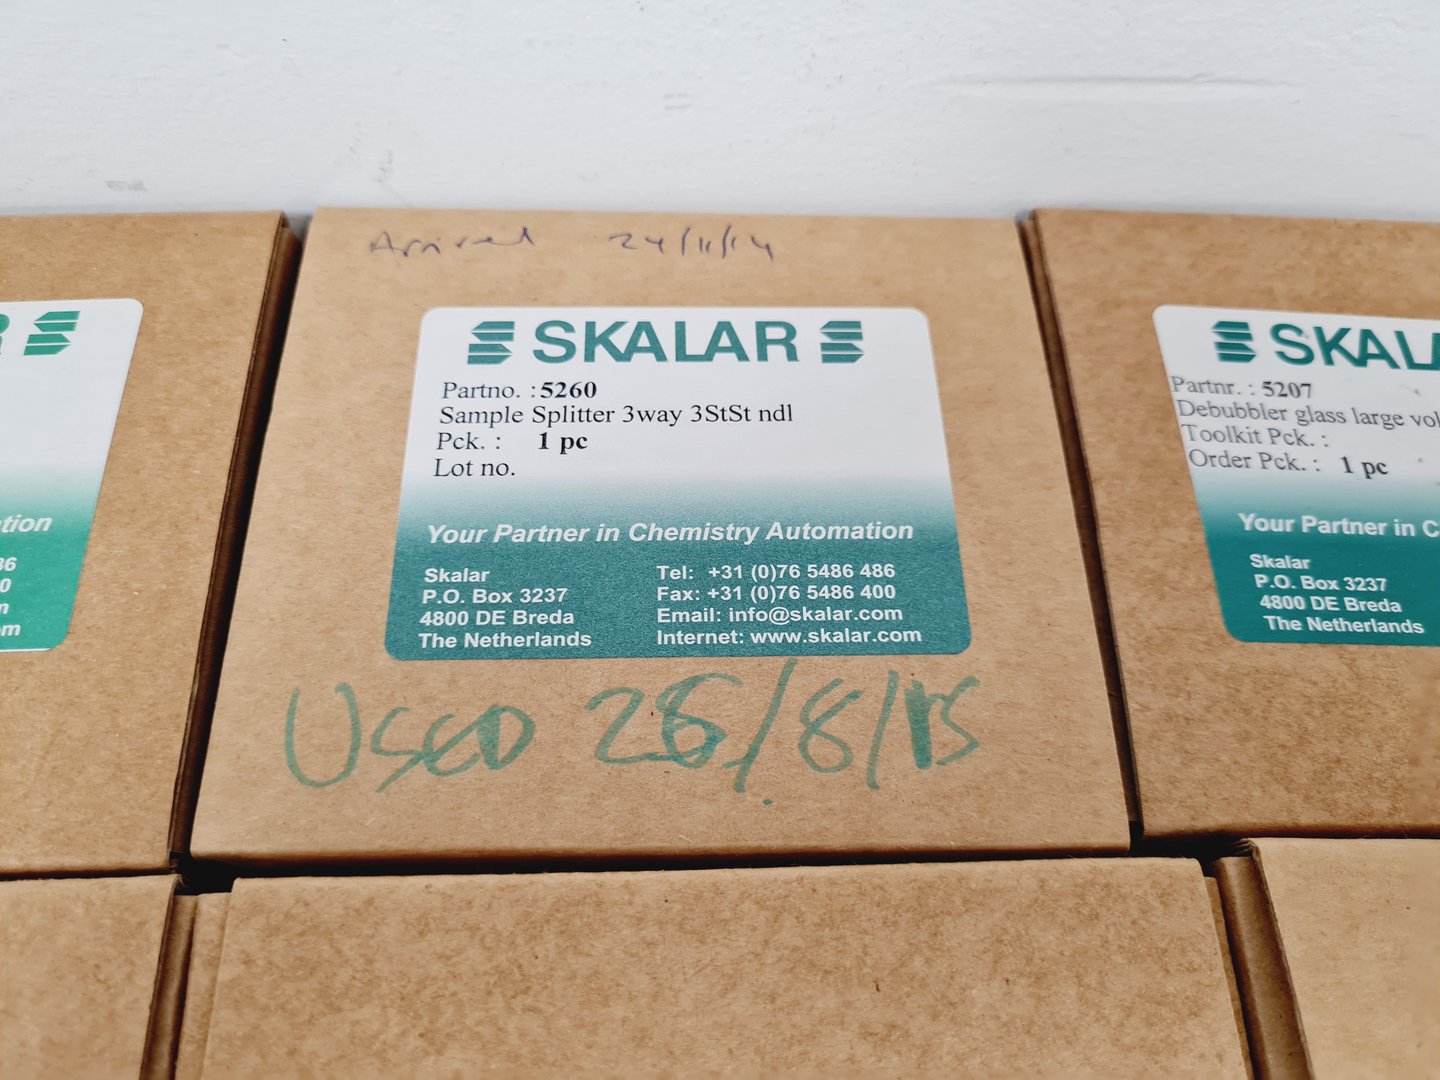 Arrived 24/11/14
SKALAR
Partno. : 5260
Sample Splitter 3way 3StSt ndl
Pck. : 1 pc
Lot no.
Your Partner in Chemistry Automation
Skalar
P.O. Box 3237
4800 DE Breda
The Netherlands
Tel: +31 (0)76 5486 486
Fax: +31 (0)76 5486 400
Email: info@skalar.com
Internet: www.skalar.com
USED 28/8/15
SKALA
Partnr. : 5207
Debubbler glass large vol
Toolkit Pck. :
Order Pck. : 1 pc
Your Partner in C
Skalar
P.O. Box 3237
4800 DE Breda
The Netherlands